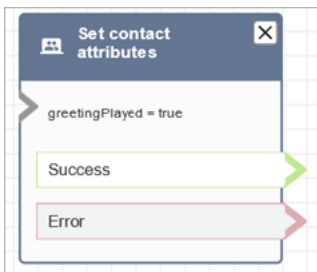 Set contact
attributes
greetingPlayed = true
Success
Error